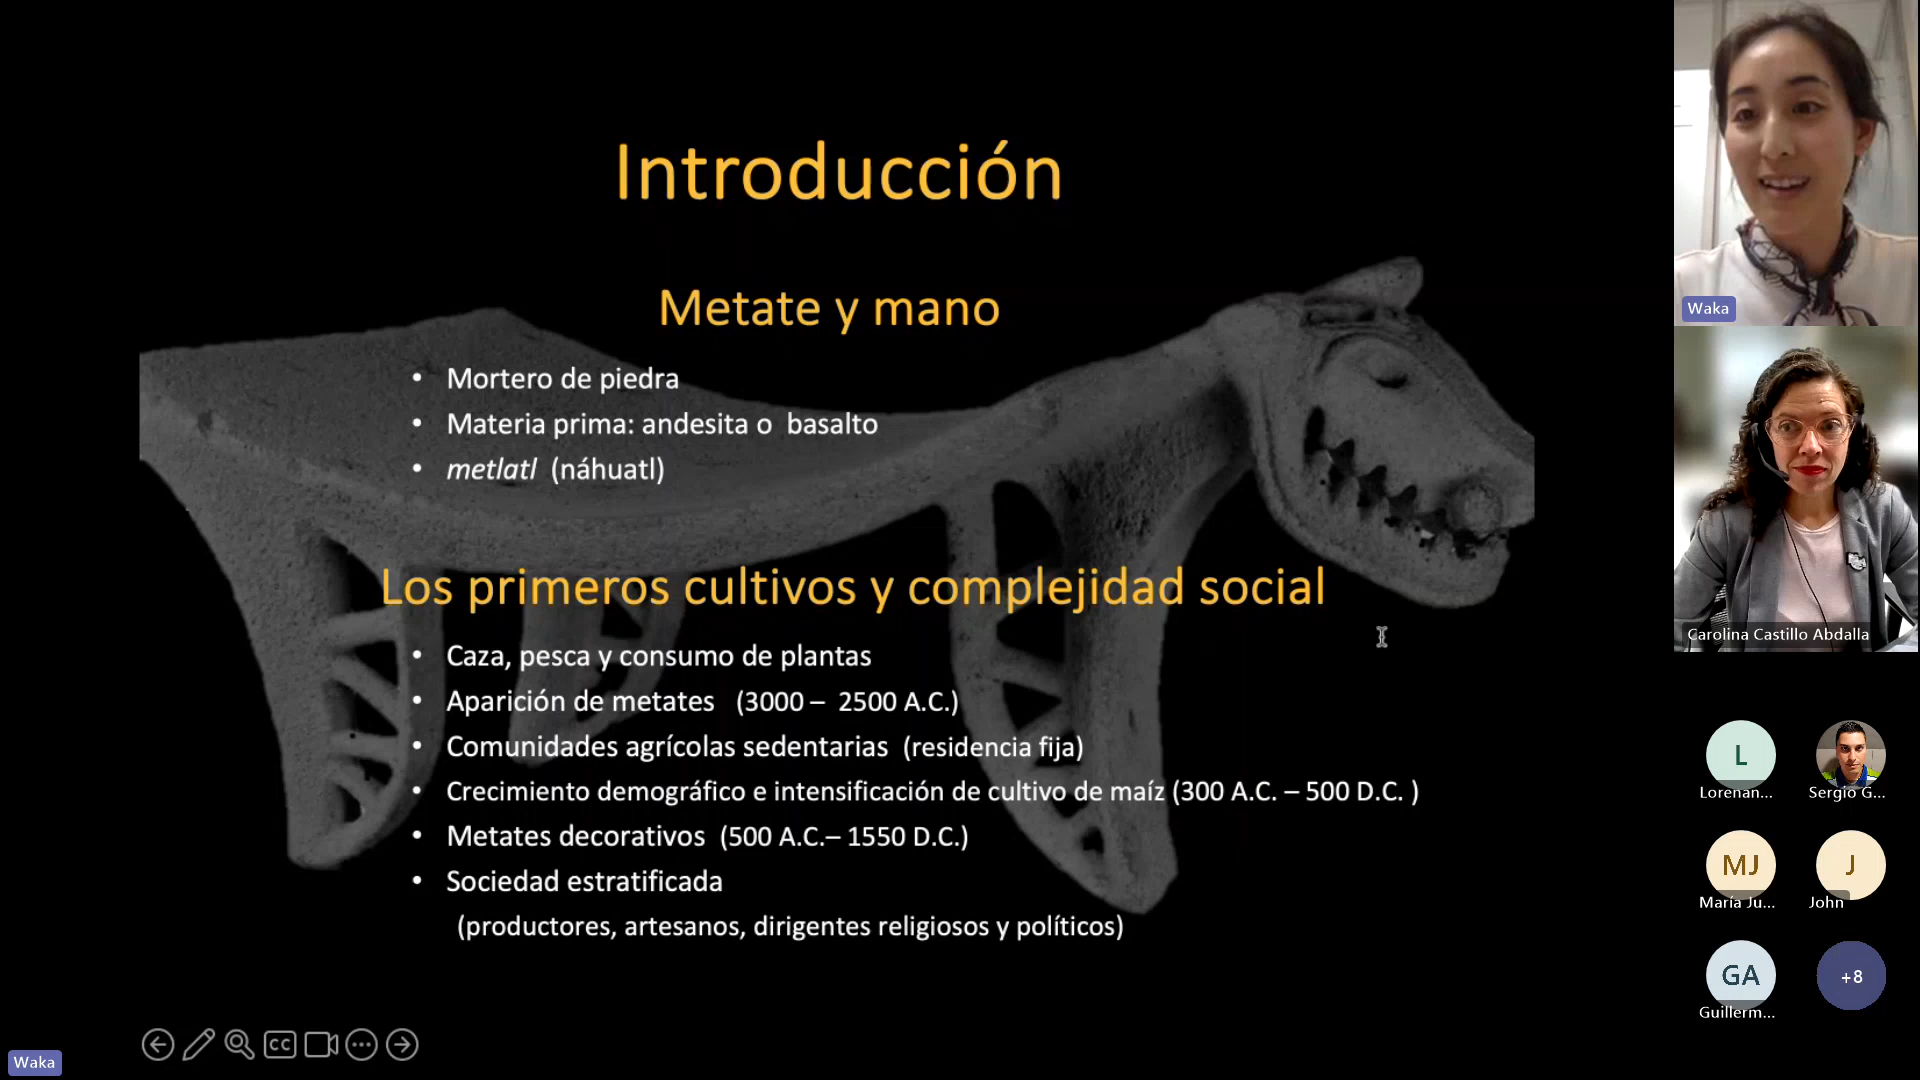 Introducción
Metate y mano
• Mortero de piedra
• Materia prima: andesita o basalto
• metlatl (náhuatl)
Los primeros cultivos y complejidad social
• Caza, pesca y consumo de plantas
• Aparición de metates (3000 – 2500 A.C.)
• Comunidades agrícolas sedentarias (residencia fija)
• Crecimiento demográfico e intensificación de cultivo de maíz (300 A.C. – 500 D.C. )
• Metates decorativos (500 A.C.– 1550 D.C.)
• Sociedad estratificada
(productores, artesanos, dirigentes religiosos y políticos)
CC
Waka
Waka
Carolina Castillo Abdalla
L
Lorenan...
Sergio G...
MJ
María Ju...
J
John
GA
Guillerm...
+8